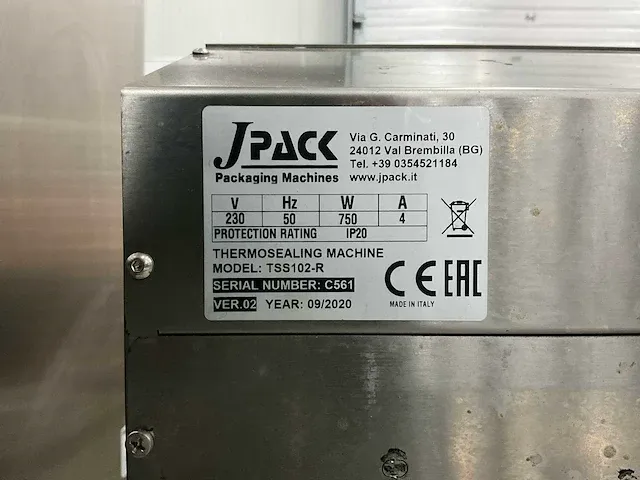 JPACK
Packaging Machines
Via G. Carminati, 30
24012 Val Brembilla (BG)
Tel. +39 0354521184
www.jpack.it
V Hz W A
230 50 750 4
PROTECTION RATING IP20
THERMOSEALING MACHINE
MODEL: TSS102-R
SERIAL NUMBER: C561
VER.02 YEAR: 09/2020
CE EAC
MADE IN ITALY